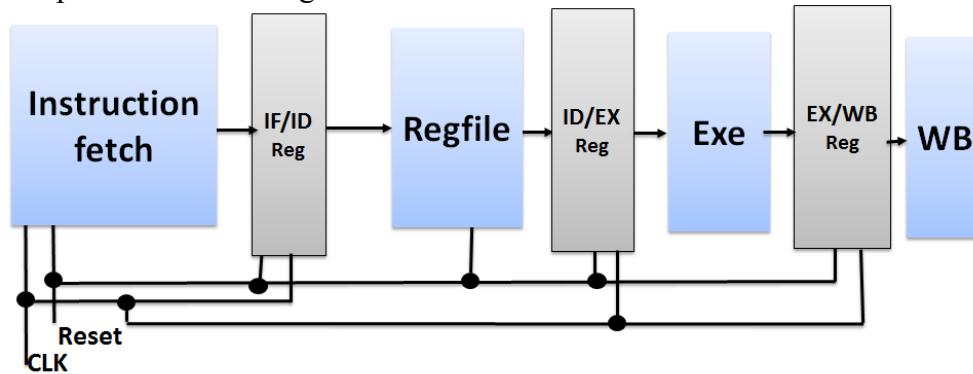 Instruction
fetch
IF/ID
Reg
Regfile
ID/EX
Reg
Exe
EX/WB
Reg
WB
Reset
CLK